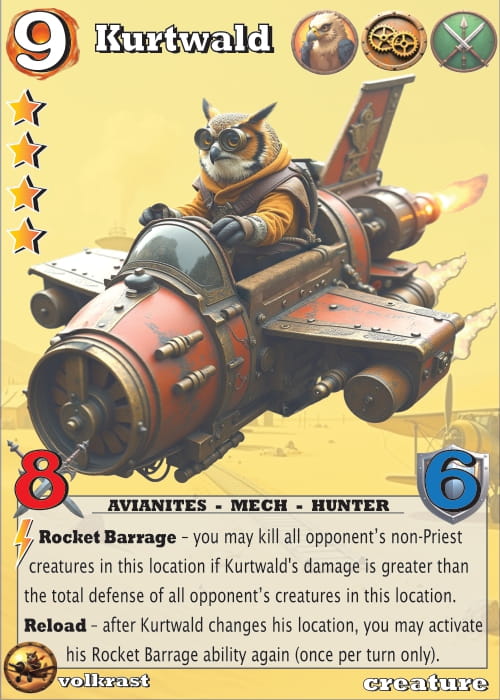 9 Kurtwald
8
6
AVIANITES - MECH - HUNTER
Rocket Barrage – you may kill all opponent's non-Priest
creatures in this location if Kurtwald's damage is greater than
the total defense of all opponent's creatures in this location.
Reload – after Kurtwald changes his location, you may activate
his Rocket Barrage ability again (once per turn only).
volkrast creature